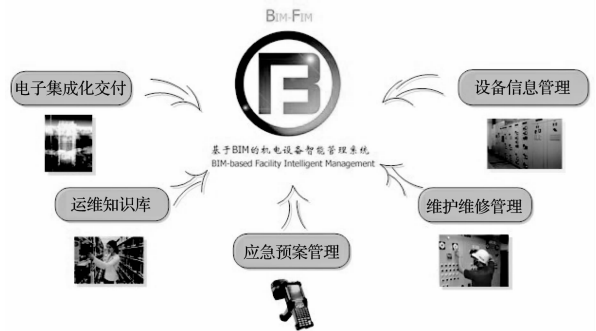 BIM-FIM
基于BIM的机电设备智能管理系统
BIM-based Facility Intelligent Management
电子集成化交付
设备信息管理
运维知识库
维护维修管理
应急预案管理